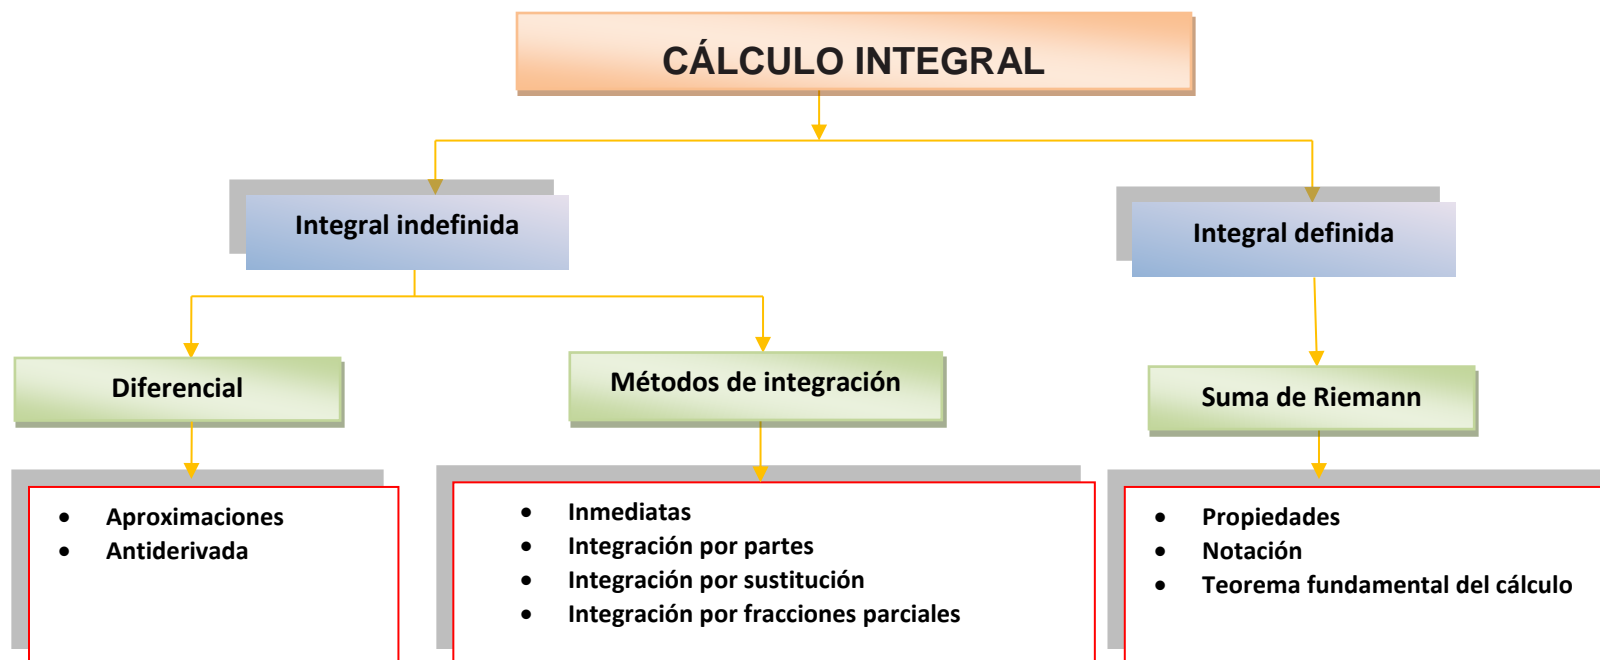 CÁLCULO INTEGRAL
Integral indefinida
Integral definida
Diferencial
Métodos de integración
Suma de Riemann
• Aproximaciones
• Antiderivada
• Inmediatas
• Integración por partes
• Integración por sustitución
• Integración por fracciones parciales
• Propiedades
• Notación
• Teorema fundamental del cálculo